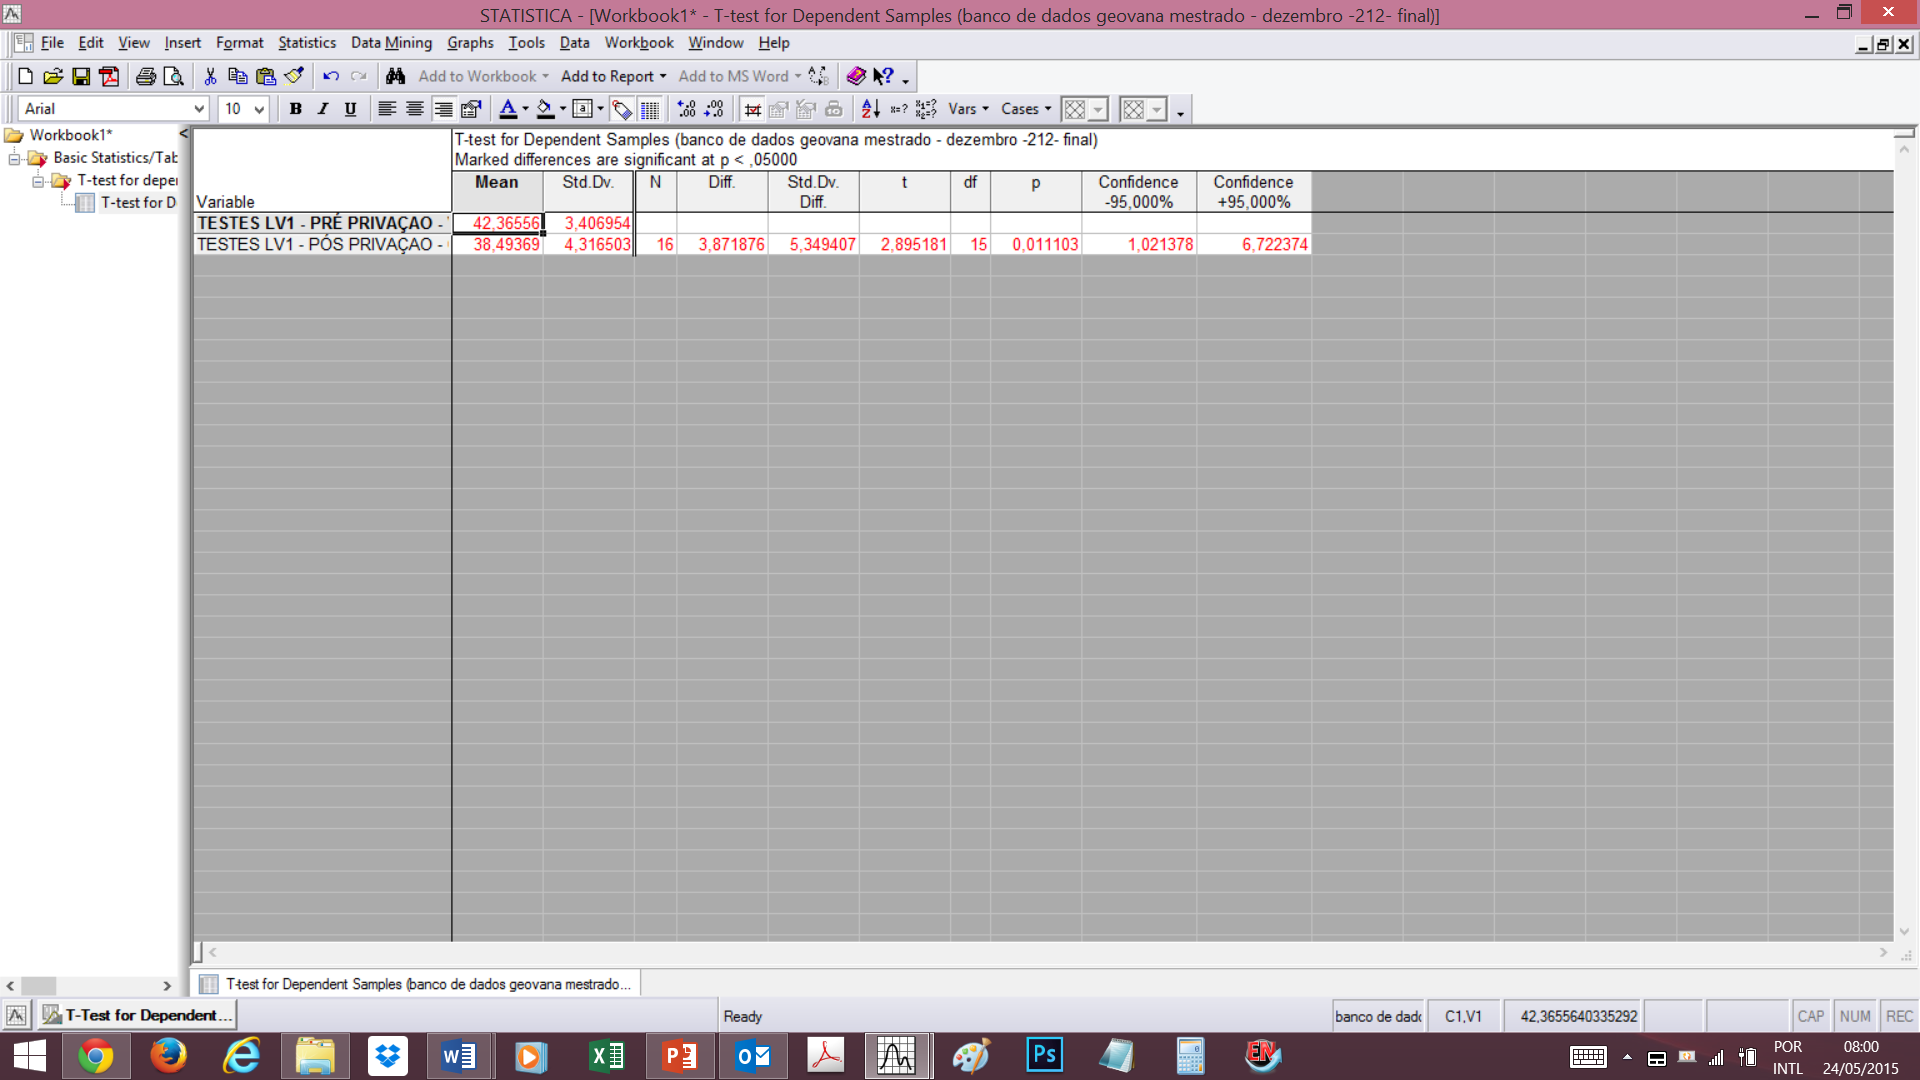 STATISTICA - [Workbook1* - T-test for Dependent Samples (banco de dados geovana mestrado - dezembro -212- final)]
File Edit View Insert Format Statistics Data Mining Graphs Tools Data Workbook Window Help
Add to Workbook Add to Report Add to MS Word
Arial 10 B I U Vars Cases
Workbook1*
Basic Statistics/Tab
T-test for deper
T-test for D
T-test for Dependent Samples (banco de dados geovana mestrado - dezembro -212- final)
Marked differences are significant at p < ,05000
Variable Mean Std.Dv. N Diff. Std.Dv. Diff. t df p Confidence -95,000% Confidence +95,000%
TESTES LV1 - PRÉ PRIVAÇAO - 42,36556 3,406954
TESTES LV1 - PÓS PRIVAÇAO - 38,49369 4,316503 16 3,871876 5,349407 2,895181 15 0,011103 1,021378 6,722374
T-test for Dependent Samples (banco de dados geovana mestrado...
T-Test for Dependent... Ready banco de dadc C1,V1 42,3655640335292 CAP NUM REC
POR 08:00
INTL 24/05/2015